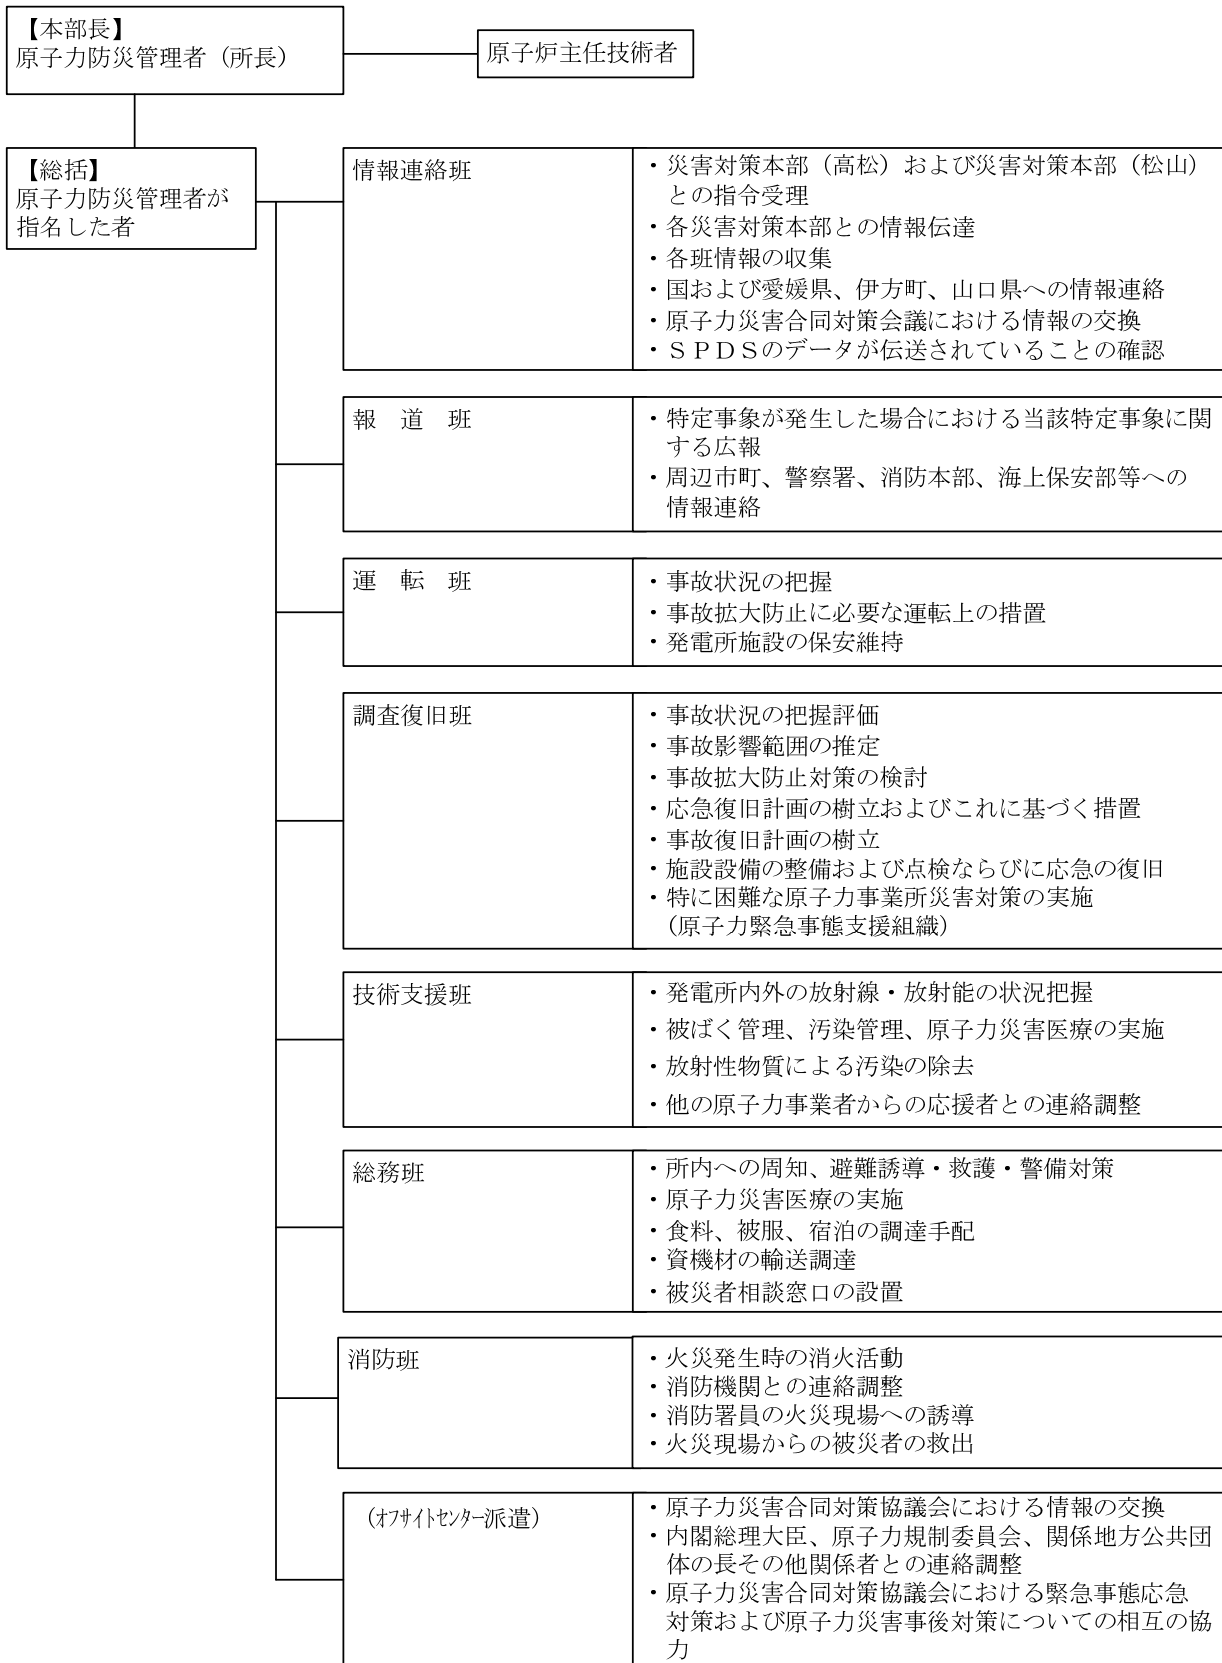 【本部長】
原子力防災管理者（所長）
原子炉主任技術者
【総括】
原子力防災管理者が
指名した者
情報連絡班
・災害対策本部（高松）および災害対策本部（松山）
との指令受理
・各災害対策本部との情報伝達
・各班情報の収集
・国および愛媛県、伊方町、山口県への情報連絡
・原子力災害合同対策会議における情報の交換
・ＳＰＤＳのデータが伝送されていることの確認
報　道　班
・特定事象が発生した場合における当該特定事象に関
する広報
・周辺市町、警察署、消防本部、海上保安部等への
情報連絡
運　転　班
・事故状況の把握
・事故拡大防止に必要な運転上の措置
・発電所施設の保安維持
調査復旧班
・事故状況の把握評価
・事故影響範囲の推定
・事故拡大防止対策の検討
・応急復旧計画の樹立およびこれに基づく措置
・事故復旧計画の樹立
・施設設備の整備および点検ならびに応急の復旧
・特に困難な原子力事業所災害対策の実施
（原子力緊急事態支援組織）
技術支援班
・発電所内外の放射線・放射能の状況把握
・被ばく管理、汚染管理、原子力災害医療の実施
・放射性物質による汚染の除去
・他の原子力事業者からの応援者との連絡調整
総務班
・所内への周知、避難誘導・救護・警備対策
・原子力災害医療の実施
・食料、被服、宿泊の調達手配
・資機材の輸送調達
・被災者相談窓口の設置
消防班
・火災発生時の消火活動
・消防機関との連絡調整
・消防署員の火災現場への誘導
・火災現場からの被災者の救出
（ｵﾌｻｲﾄｾﾝﾀｰ派遣）
・原子力災害合同対策協議会における情報の交換
・内閣総理大臣、原子力規制委員会、関係地方公共団
体の長その他関係者との連絡調整
・原子力災害合同対策協議会における緊急事態応急
対策および原子力災害事後対策についての相互の協
力